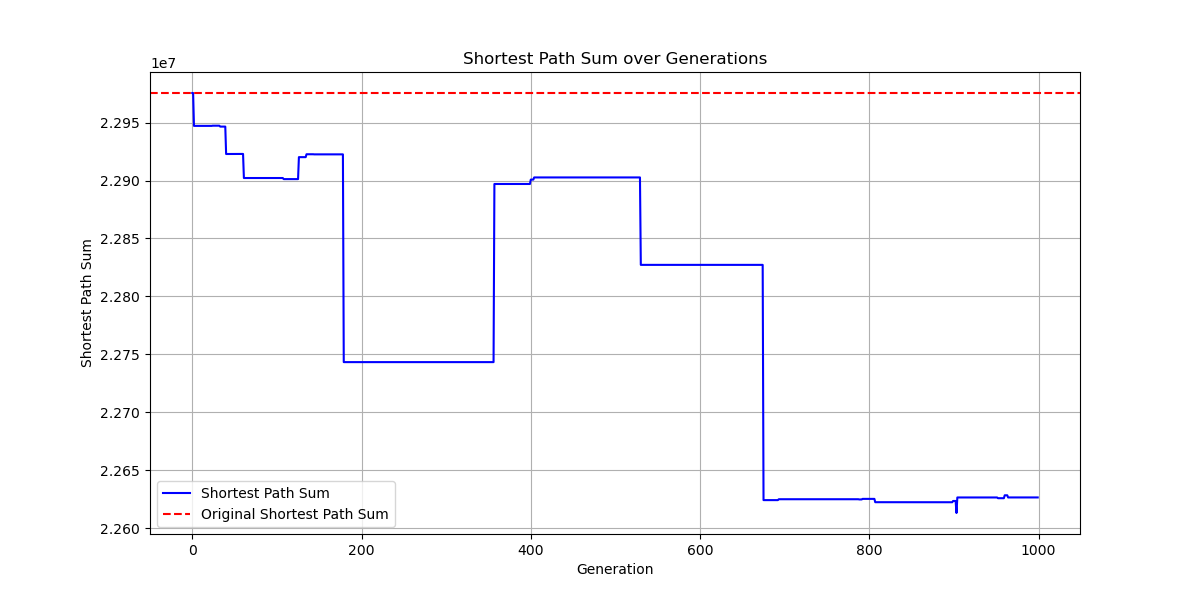 Shortest Path Sum over Generations
1e7
2.295
2.290
2.285
2.280
2.275
2.270
2.265
2.260
Shortest Path Sum
Shortest Path Sum
Original Shortest Path Sum
0 200 400 600 800 1000
Generation